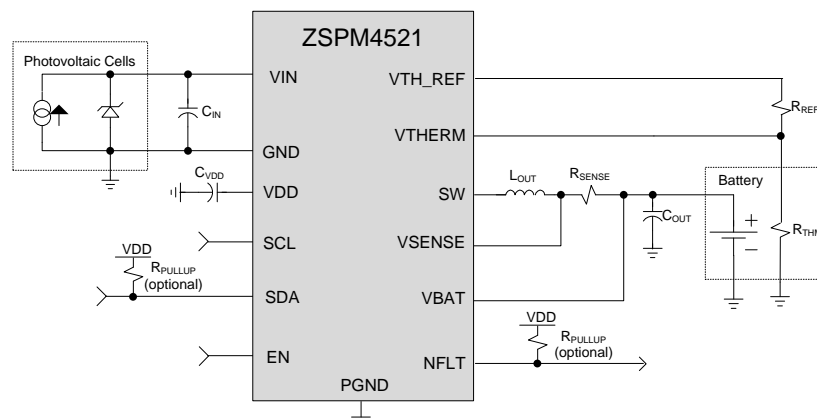 ZSPM4521
Photovoltaic Cells
VIN
VTH_REF
CIN
RREF
VTHERM
GND
CVDD
VDD
LOUT
RSENSE
SW
Battery
COUT
+
RTHM
SCL
VSENSE
VDD
RPULLUP
(optional)
SDA
VBAT
VDD
RPULLUP
(optional)
EN
NFLT
PGND